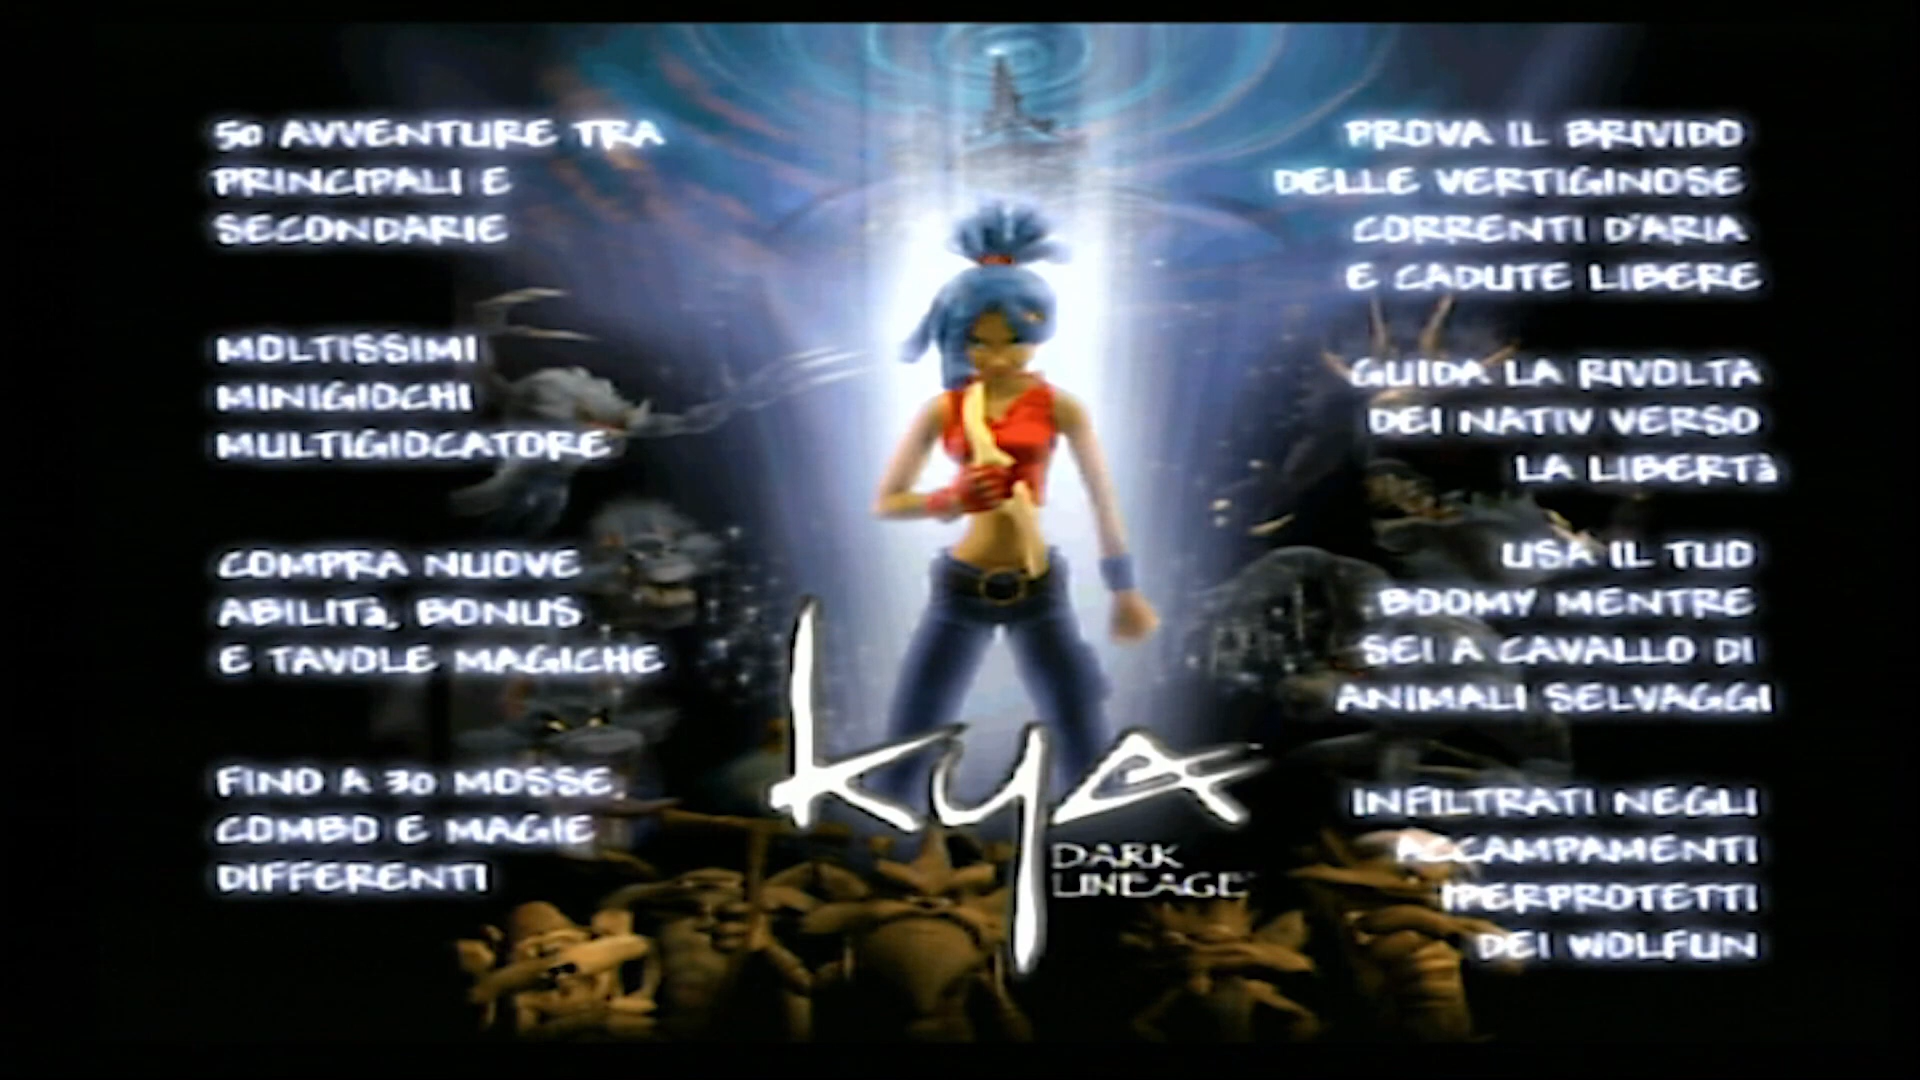 50 AVVENTURE TRA
PRINCIPALI E
SECONDARIE
MOLTISSIMI
MINIGIOCHI
MULTIGIOCATORE
COMPRA NUOVE
ABILITà, BONUS
E TAVOLE MAGICHE
FINO A 30 MOSSE,
COMBO E MAGIE
DIFFERENTI
PROVA IL BRIVIDO
DELLE VERTIGINOSE
CORRENTI D'ARIA
E CADUTE LIBERE
GUIDA LA RIVOLTA
DEI NATIV VERSO
LA LIBERTà
USA IL TUO
BOOMY MENTRE
SEI A CAVALLO DI
ANIMALI SELVAGGI
INFILTRATI NEGLI
ACCAMPAMENTI
IPERPROTETTI
DEI WOLFUN
kya
DARK
LINEAGE